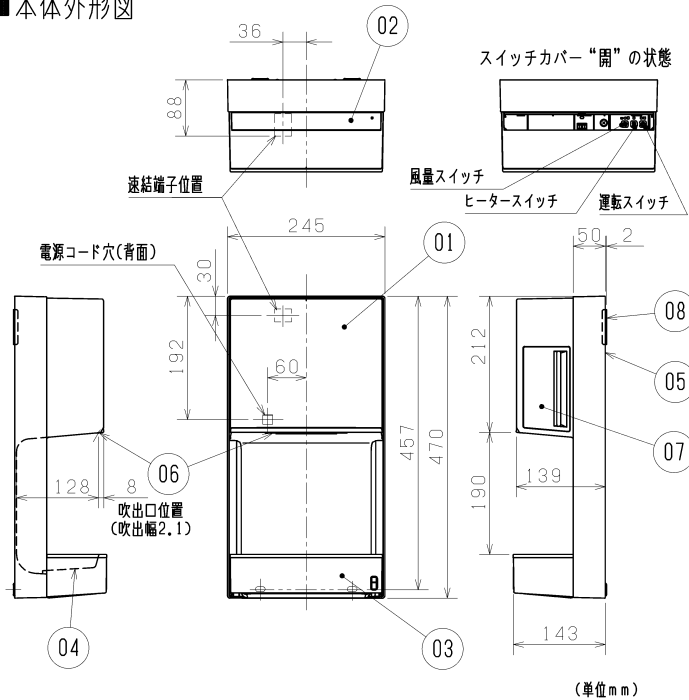 ■本体外形図
36
02
88
スイッチカバー“開”の状態
風量スイッチ
ヒータースイッチ
運転スイッチ
速結端子位置
電源コード穴(背面)
245
01
30
192
60
457
470
50
2
08
212
05
07
139
190
143
128
8
06
吹出口位置
(吹出幅2.1)
04
03
(単位mm)